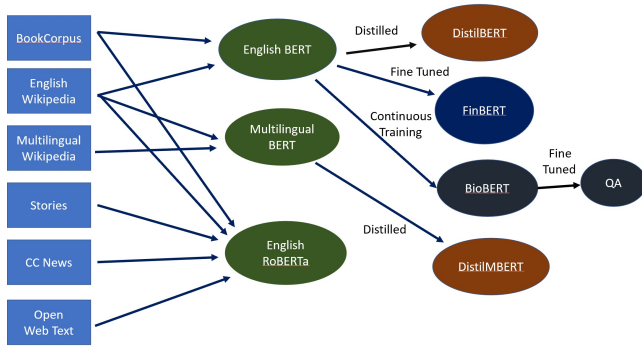 BookCorpus
English
Wikipedia
Multilingual
Wikipedia
Stories
CC News
Open
Web Text
English BERT
Multilingual
BERT
English
RoBERTa
Distilled
Fine Tuned
Continuous
Training
Distilled
DistilBERT
FinBERT
BioBERT
DistilMBERT
Fine
Tuned
QA